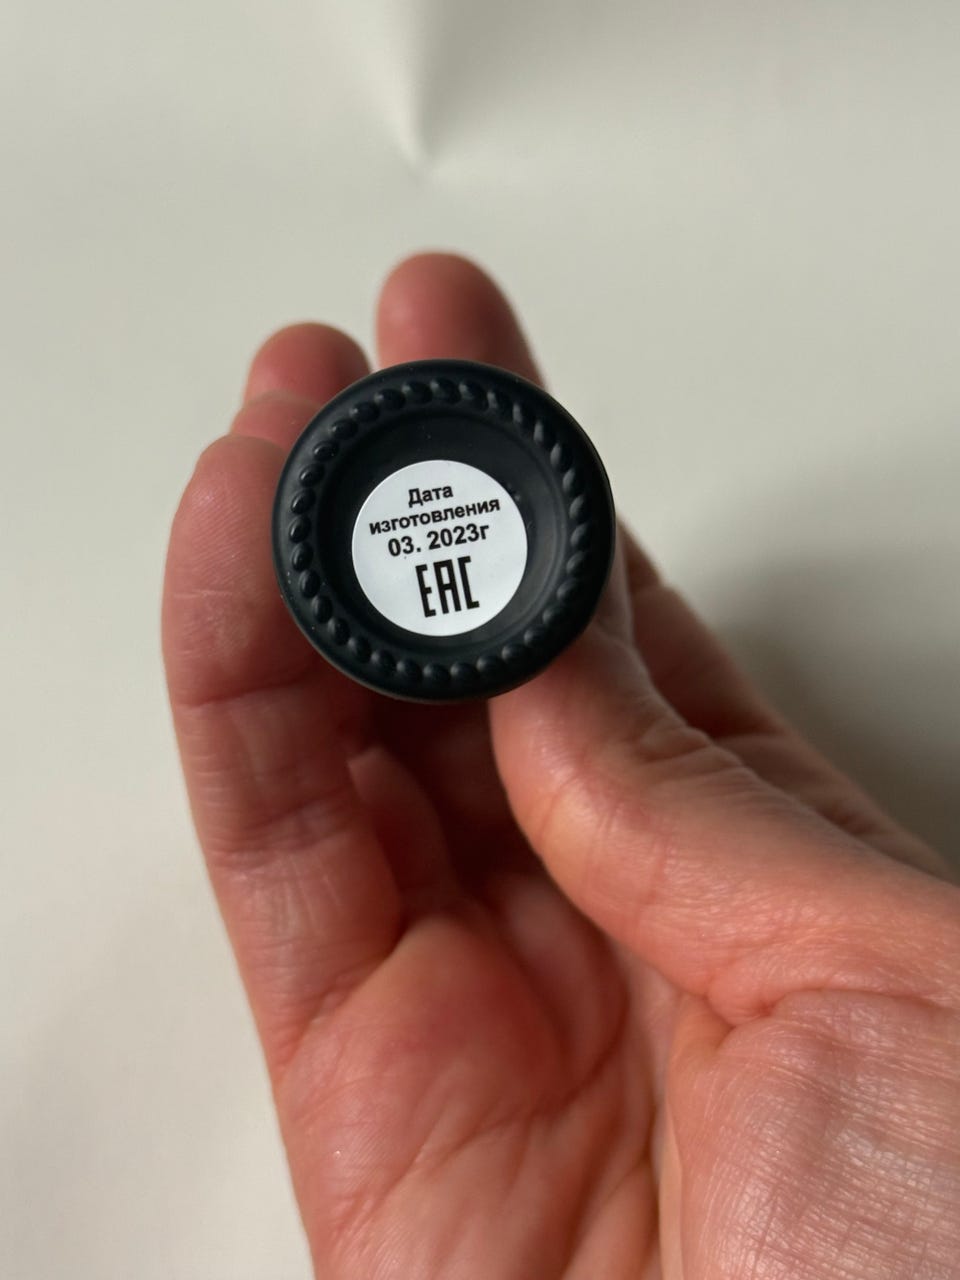 Дата
изготовления
03. 2023г
EAC